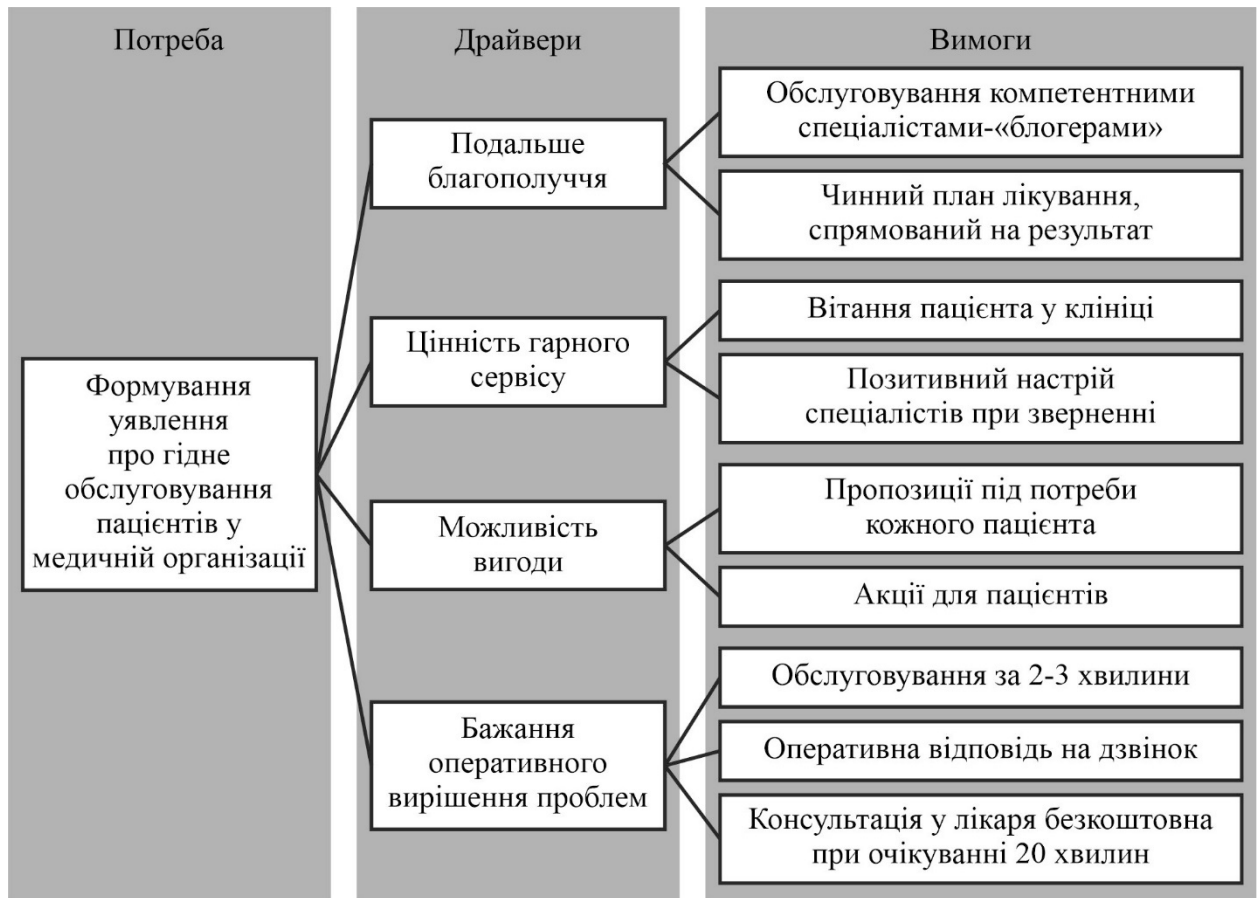 Потреба
Драйвери
Вимоги
Формування
уявлення
про гідне
обслуговування
пацієнтів у
медичній організації
Подальше
благополуччя
Цінність гарного
сервісу
Можливість
вигоди
Бажання
оперативного
вирішення проблем
Обслуговування компетентними
спеціалістами-«блогерами»
Чинний план лікування,
спрямований на результат
Вітання пацієнта у клініці
Позитивний настрій
спеціалістів при зверненні
Пропозиції під потреби
кожного пацієнта
Акції для пацієнтів
Обслуговування за 2-3 хвилини
Оперативна відповідь на дзвінок
Консультація у лікаря безкоштовна
при очікуванні 20 хвилин